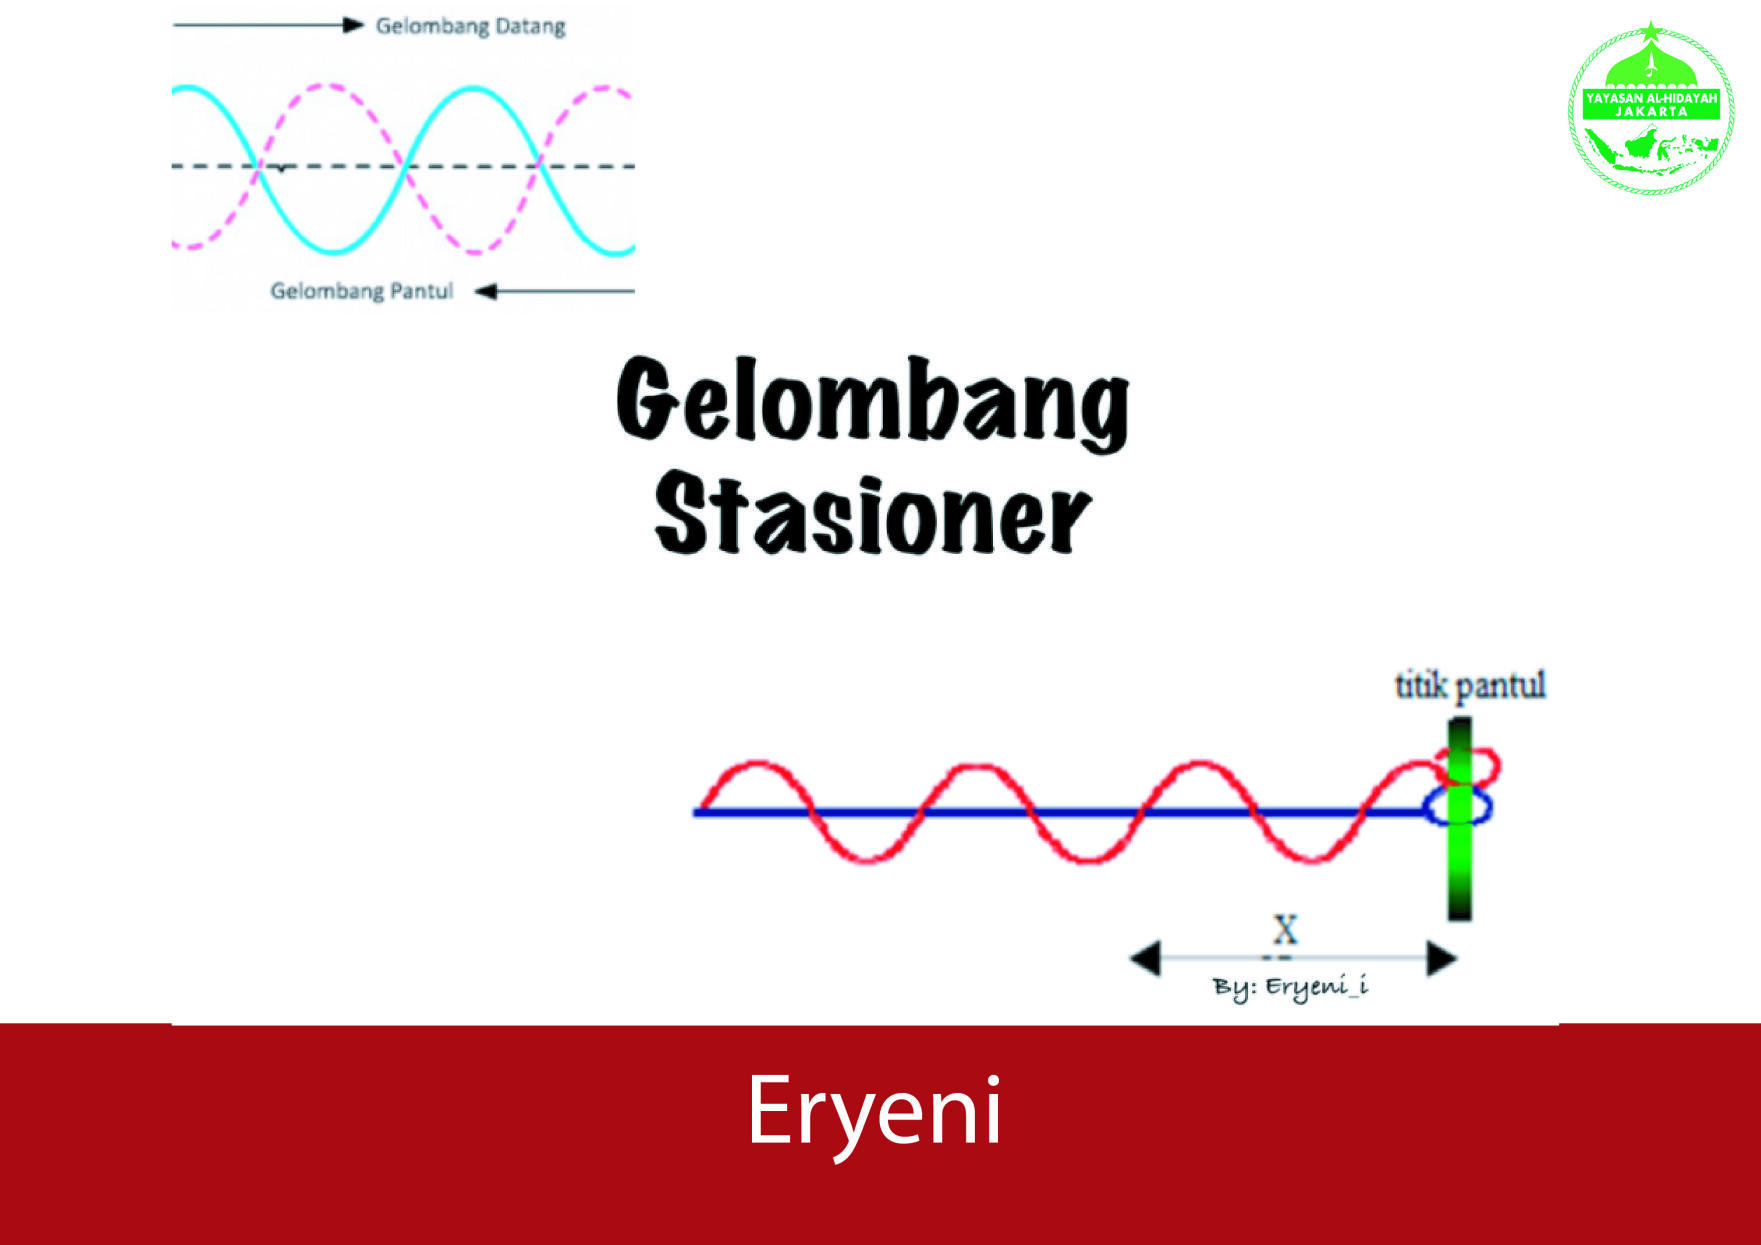 Gelombang Datang
YAYASAN AL-HIDAYAH
JAKARTA
Gelombang Pantul
Gelombang
Stasioner
titik pantul
X
By: Eryeni_i
Eryeni